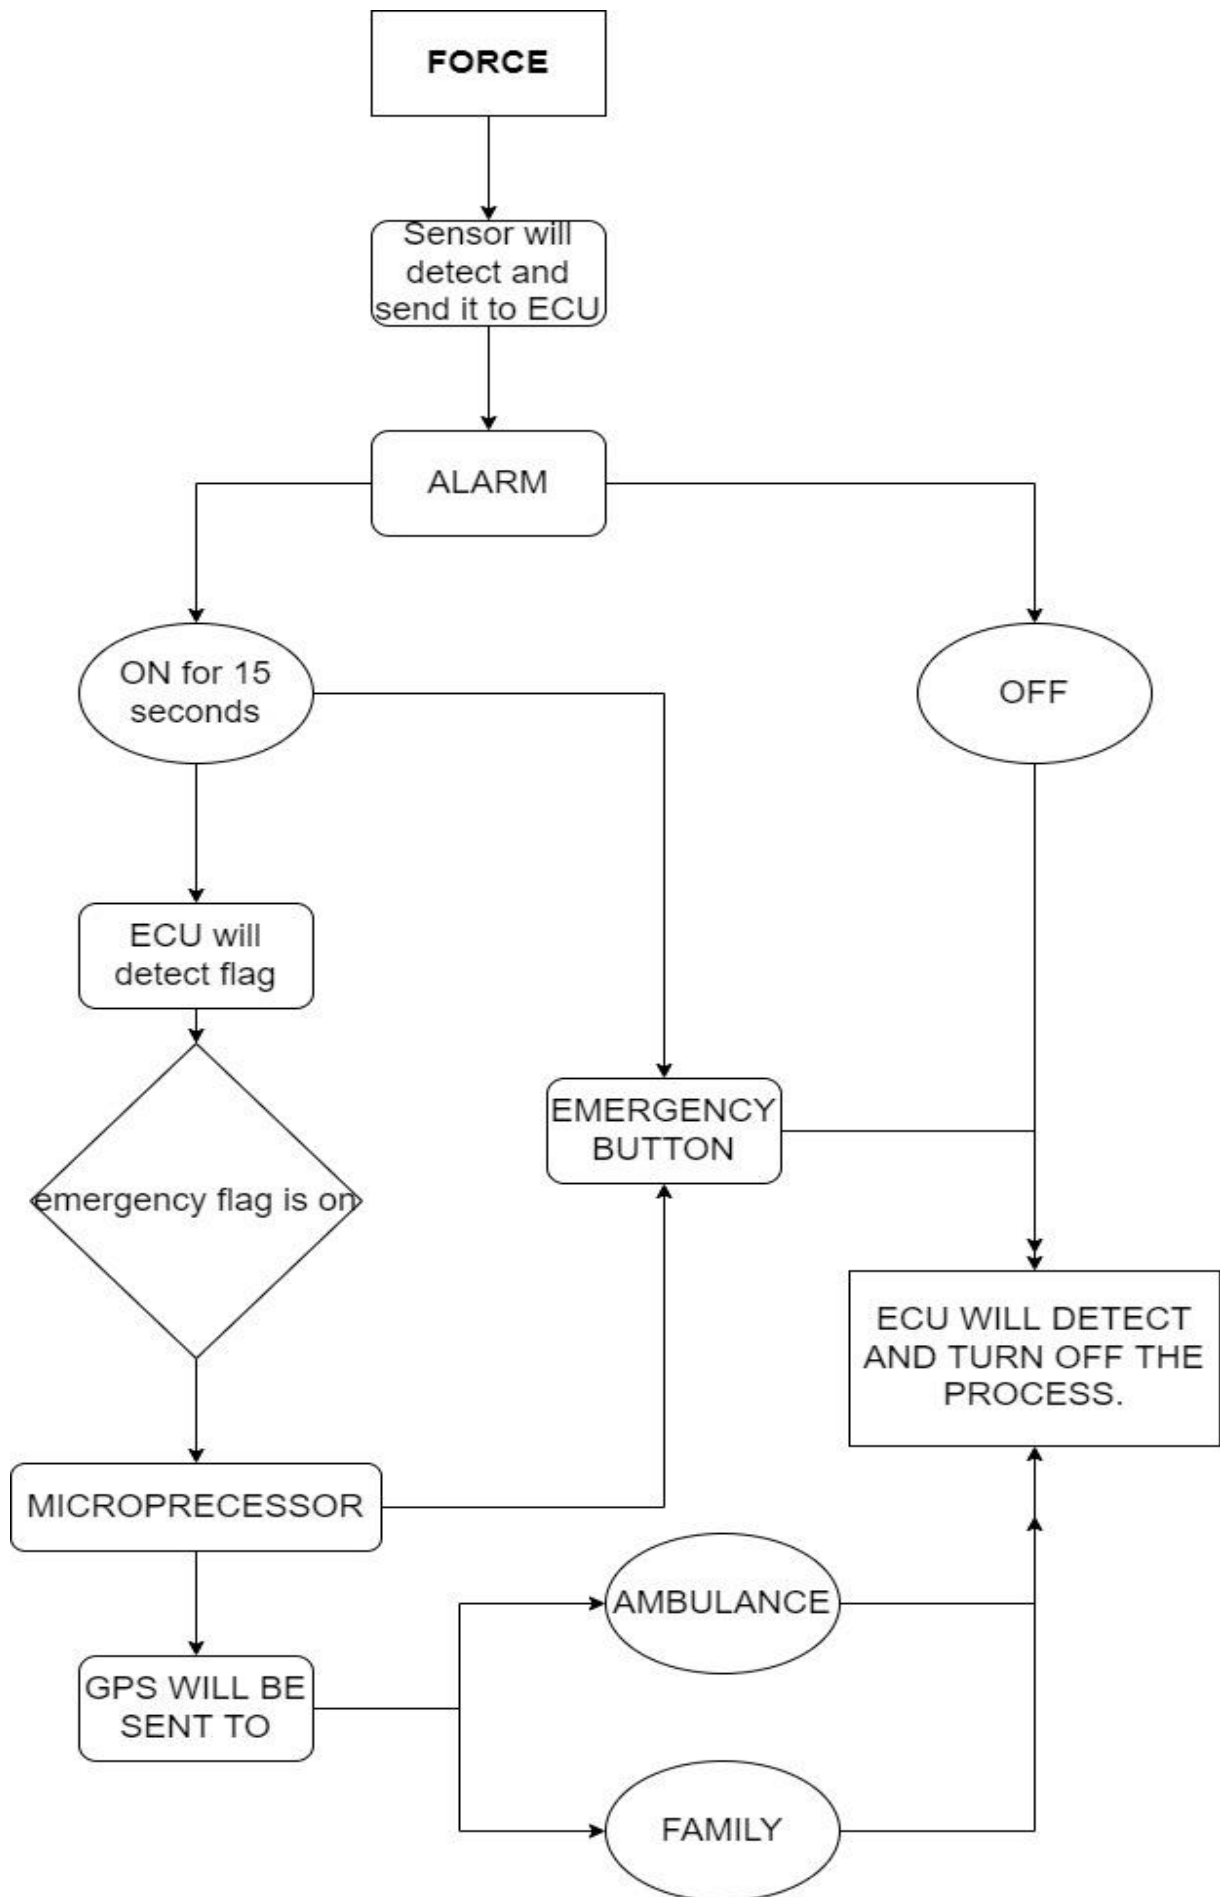 FORCE
Sensor will
detect and
send it to ECU
ALARM
ON for 15
seconds
OFF
ECU will
detect flag
EMERGENCY
BUTTON
emergency flag is on
ECU WILL DETECT
AND TURN OFF THE
PROCESS.
MICROPRECESSOR
AMBULANCE
GPS WILL BE
SENT TO
FAMILY